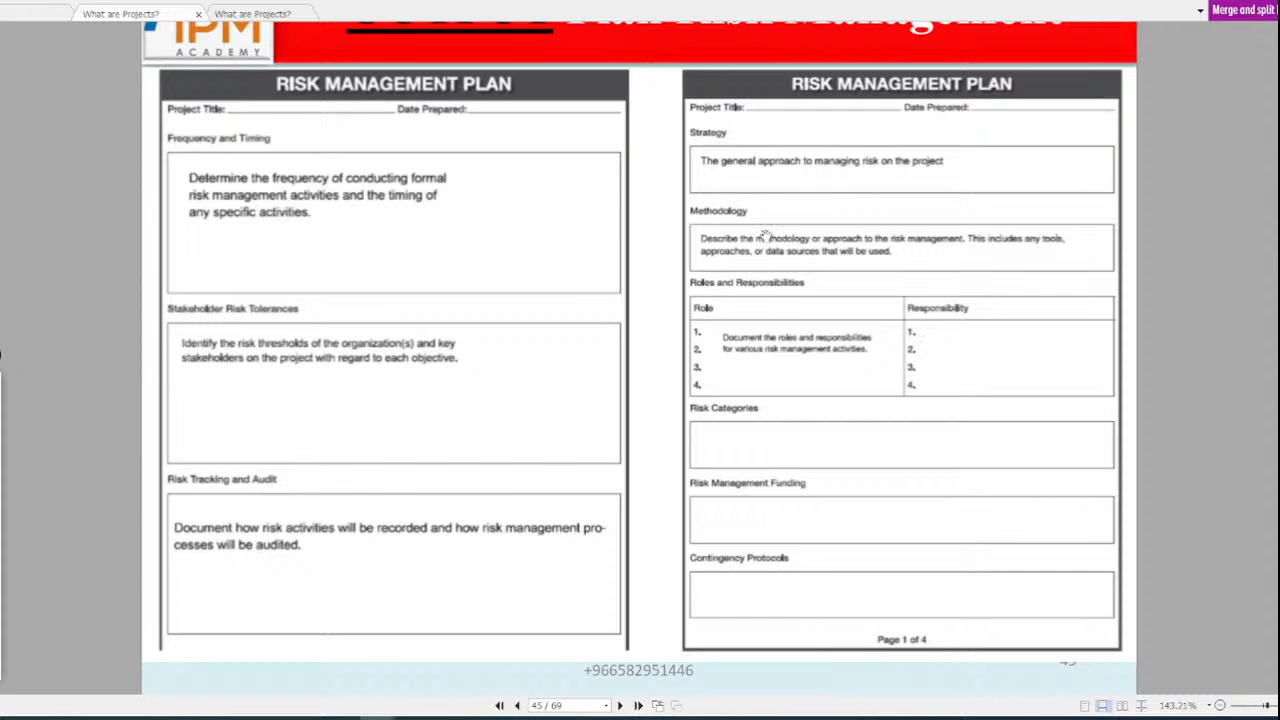 What are Projects?
What are Projects?
Merge and split
Plan Risk Management
IPM
ACADEMY
RISK MANAGEMENT PLAN
Project Title:
Date Prepared:
Frequency and Timing
Determine the frequency of conducting formal
risk management activities and the timing of
any specific activities.
Stakeholder Risk Tolerances
Identify the risk thresholds of the organization(s) and key
stakeholders on the project with regard to each objective.
Risk Tracking and Audit
Document how risk activities will be recorded and how risk management pro-
cesses will be audited.
RISK MANAGEMENT PLAN
Project Title:
Date Prepared:
Strategy
The general approach to managing risk on the project
Methodology
Describe the methodology or approach to the risk management. This includes any tools,
approaches, or data sources that will be used.
Roles and Responsibilities
Role
Responsibility
1.
Document the roles and responsibilities
1.
2.
for various risk management activities.
2.
3.
3.
4.
4.
Risk Categories
Risk Management Funding
Contingency Protocols
Page 1 of 4
+966582951446
45 / 69
143.21%